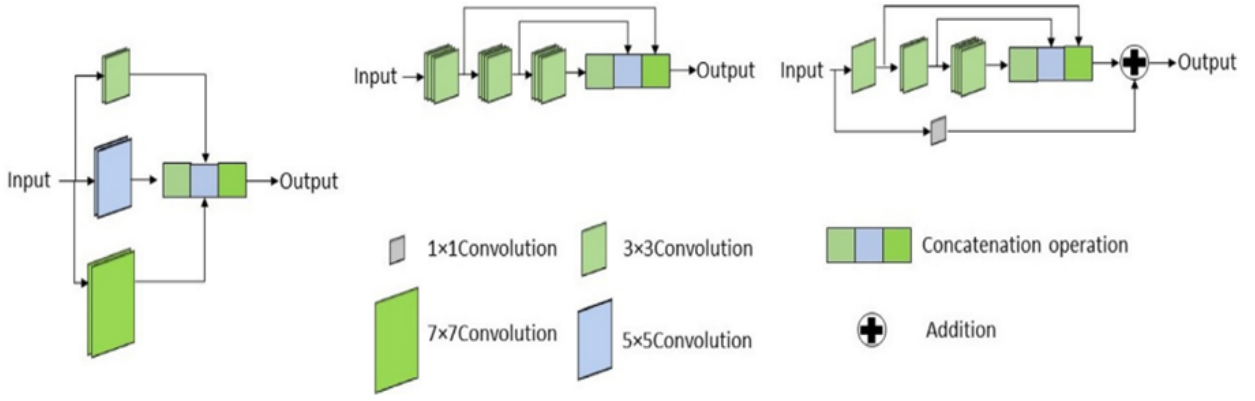 Input
Output
Input
Output
Input
Output
1×1Convolution
3×3Convolution
Concatenation operation
7×7Convolution
5×5Convolution
Addition